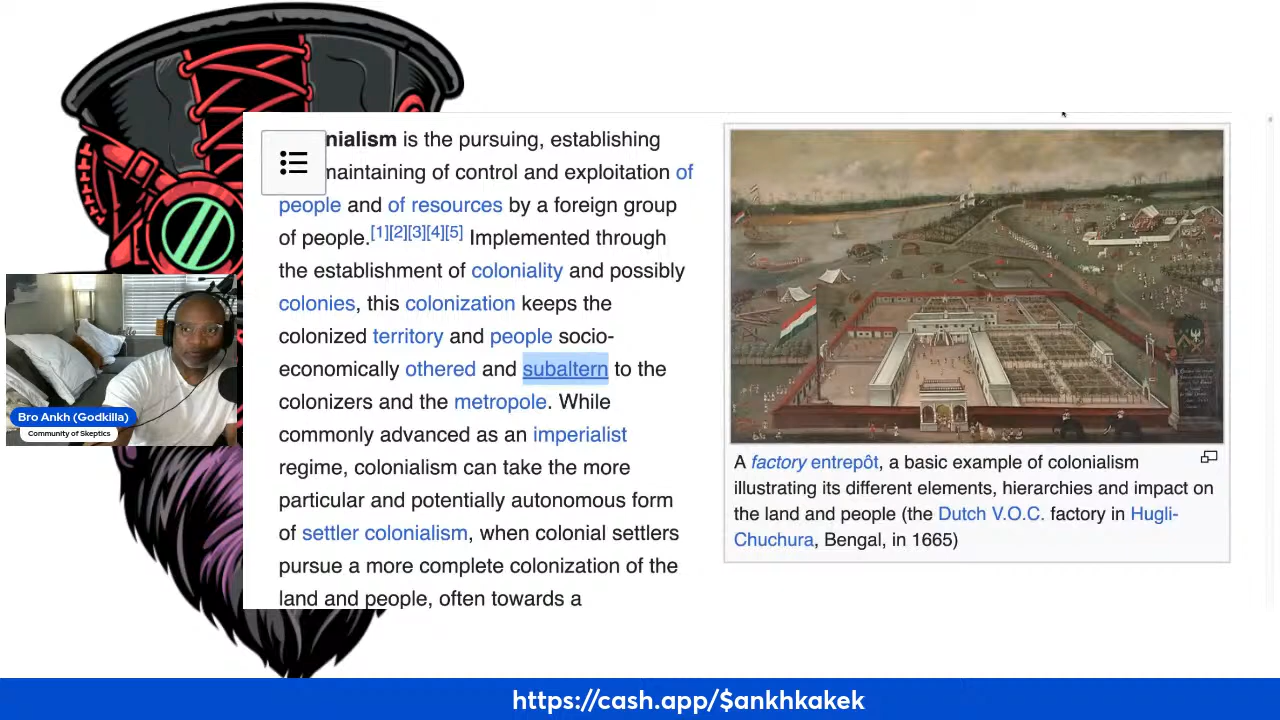 nialism is the pursuing, establishing
maintaining of control and exploitation of
people and of resources by a foreign group
of people.[1][2][3][4][5] Implemented through
the establishment of coloniality and possibly
colonies, this colonization keeps the
colonized territory and people socio-
economically othered and subaltern to the
colonizers and the metropole. While
commonly advanced as an imperialist
regime, colonialism can take the more
particular and potentially autonomous form
of settler colonialism, when colonial settlers
pursue a more complete colonization of the
land and people, often towards a
A factory entrepôt, a basic example of colonialism
illustrating its different elements, hierarchies and impact on
the land and people (the Dutch V.O.C. factory in Hugli-
Chuchura, Bengal, in 1665)
Bro Ankh (Godkilla)
Community of Skeptics
https://cash.app/$ankhkakek